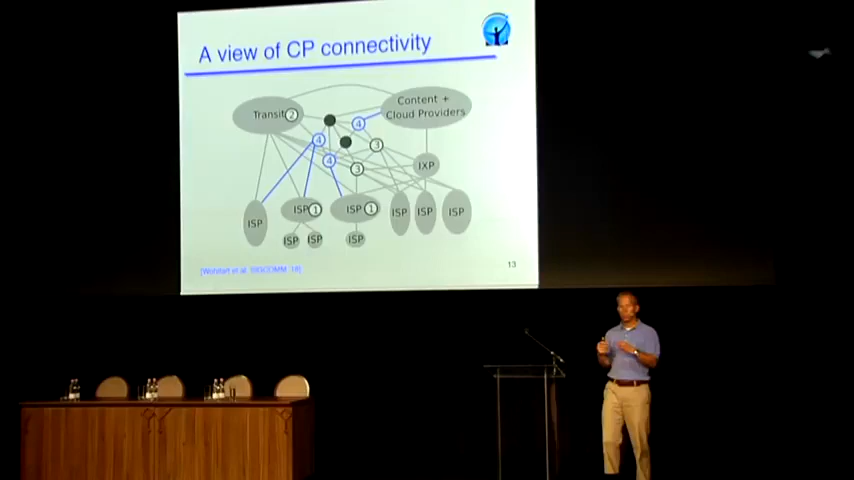 A view of CP connectivity
Content +
Cloud Providers
Transit 2
4
4
3
4
3
IXP
ISP
ISP 1
ISP 1
ISP
ISP
ISP
ISP
ISP
ISP
13